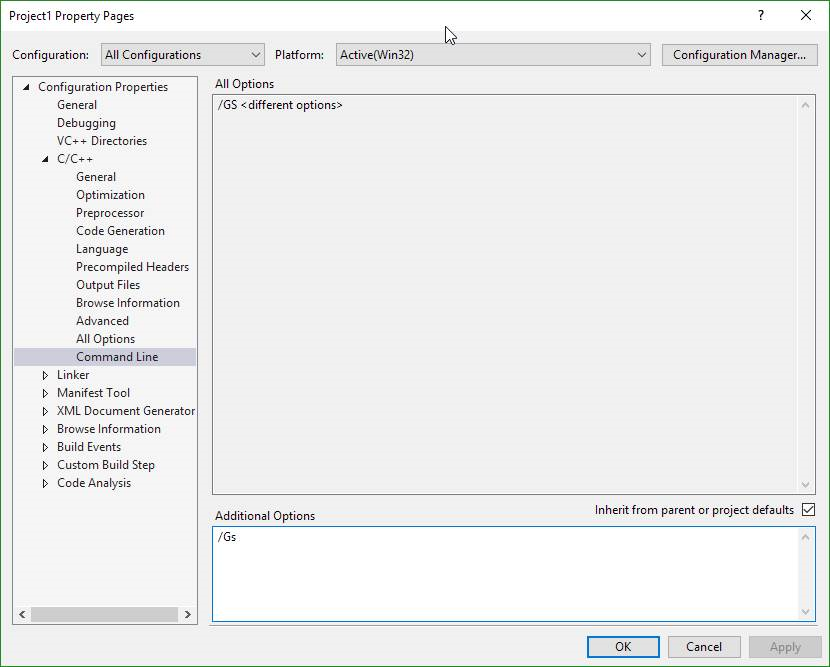 Project1 Property Pages
?
Configuration: All Configurations Platform: Active(Win32) Configuration Manager...
Configuration Properties
General
Debugging
VC++ Directories
C/C++
General
Optimization
Preprocessor
Code Generation
Language
Precompiled Headers
Output Files
Browse Information
Advanced
All Options
Command Line
Linker
Manifest Tool
XML Document Generator
Browse Information
Build Events
Custom Build Step
Code Analysis
All Options
/GS <different options>
Additional Options
Inherit from parent or project defaults
/Gs
OK Cancel Apply